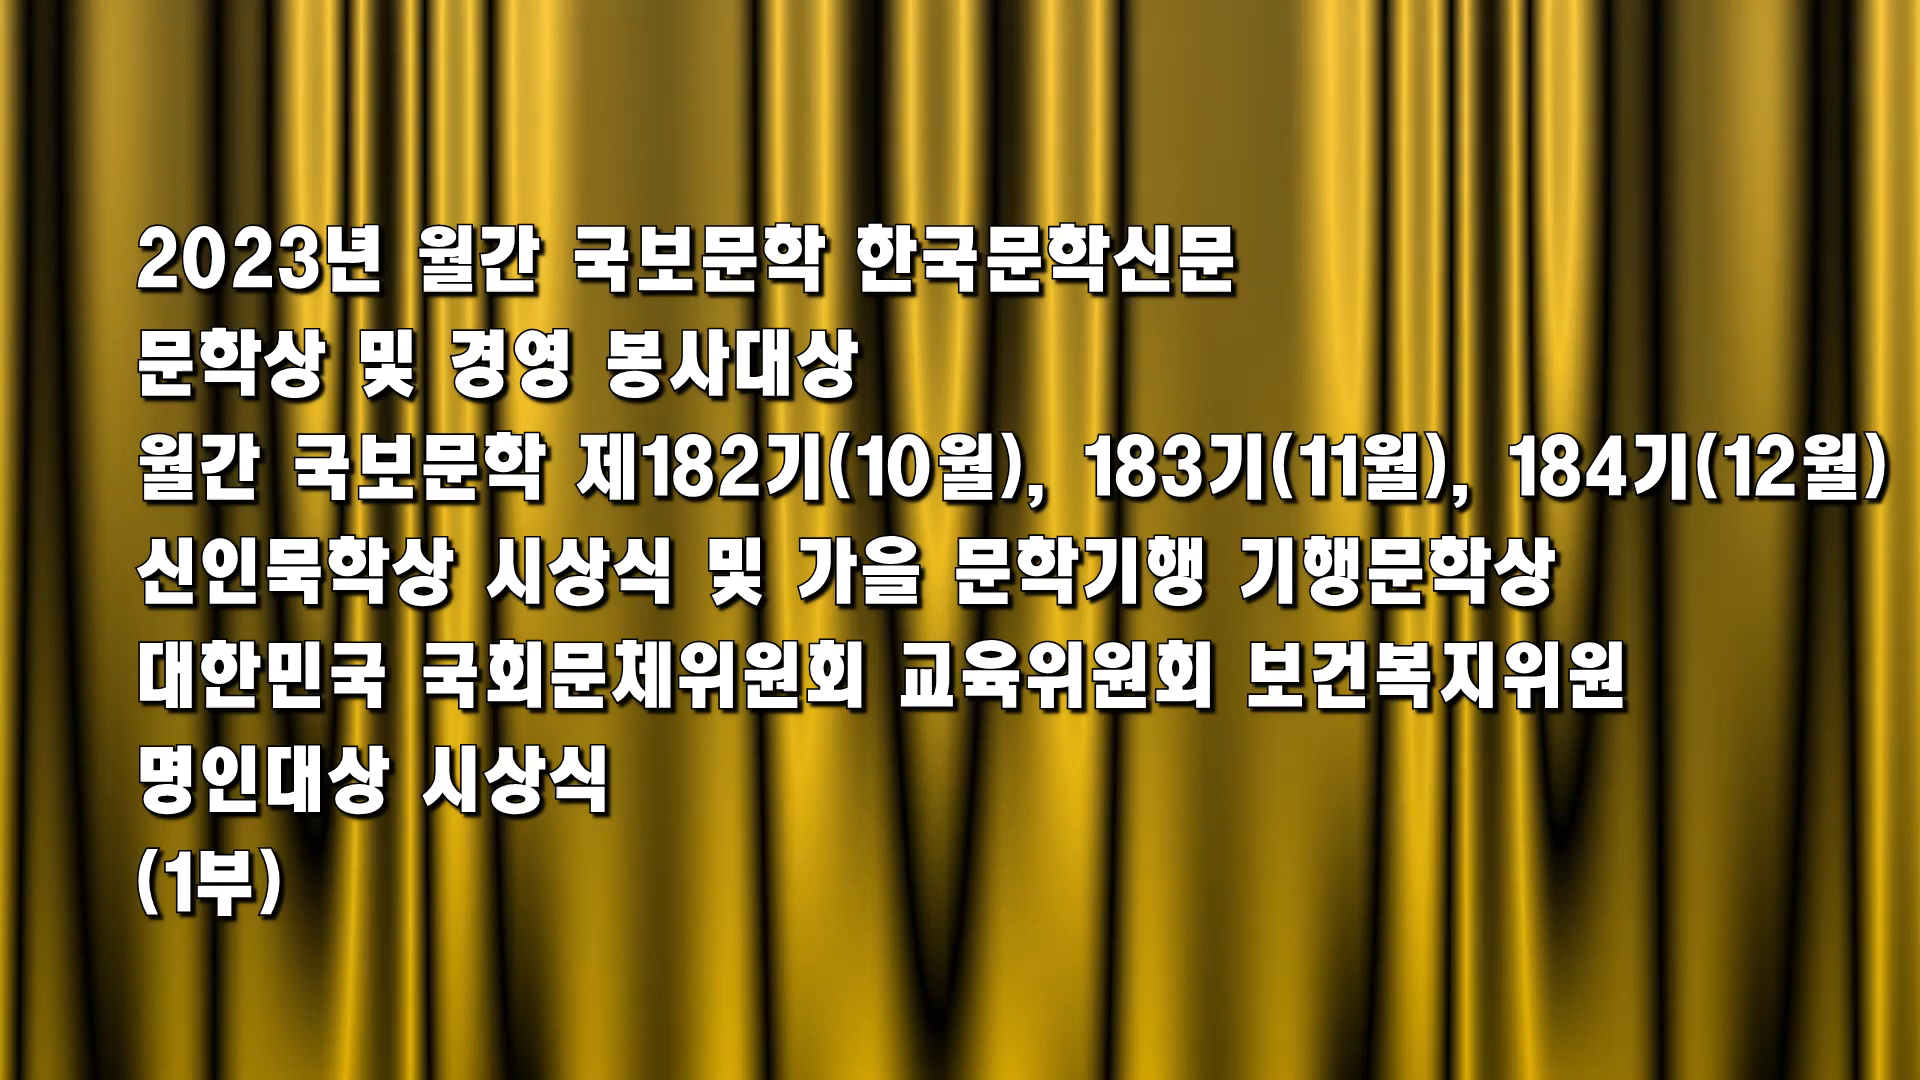 2023년 월간 국보문학 한국문학신문
문학상 및 경영 봉사대상
월간 국보문학 제182기(10월), 183기(11월), 184기(12월)
신인묵학상 시상식 및 가을 문학기행 기행문학상
대한민국 국회문체위원회 교육위원회 보건복지위원
명인대상 시상식
(1부)